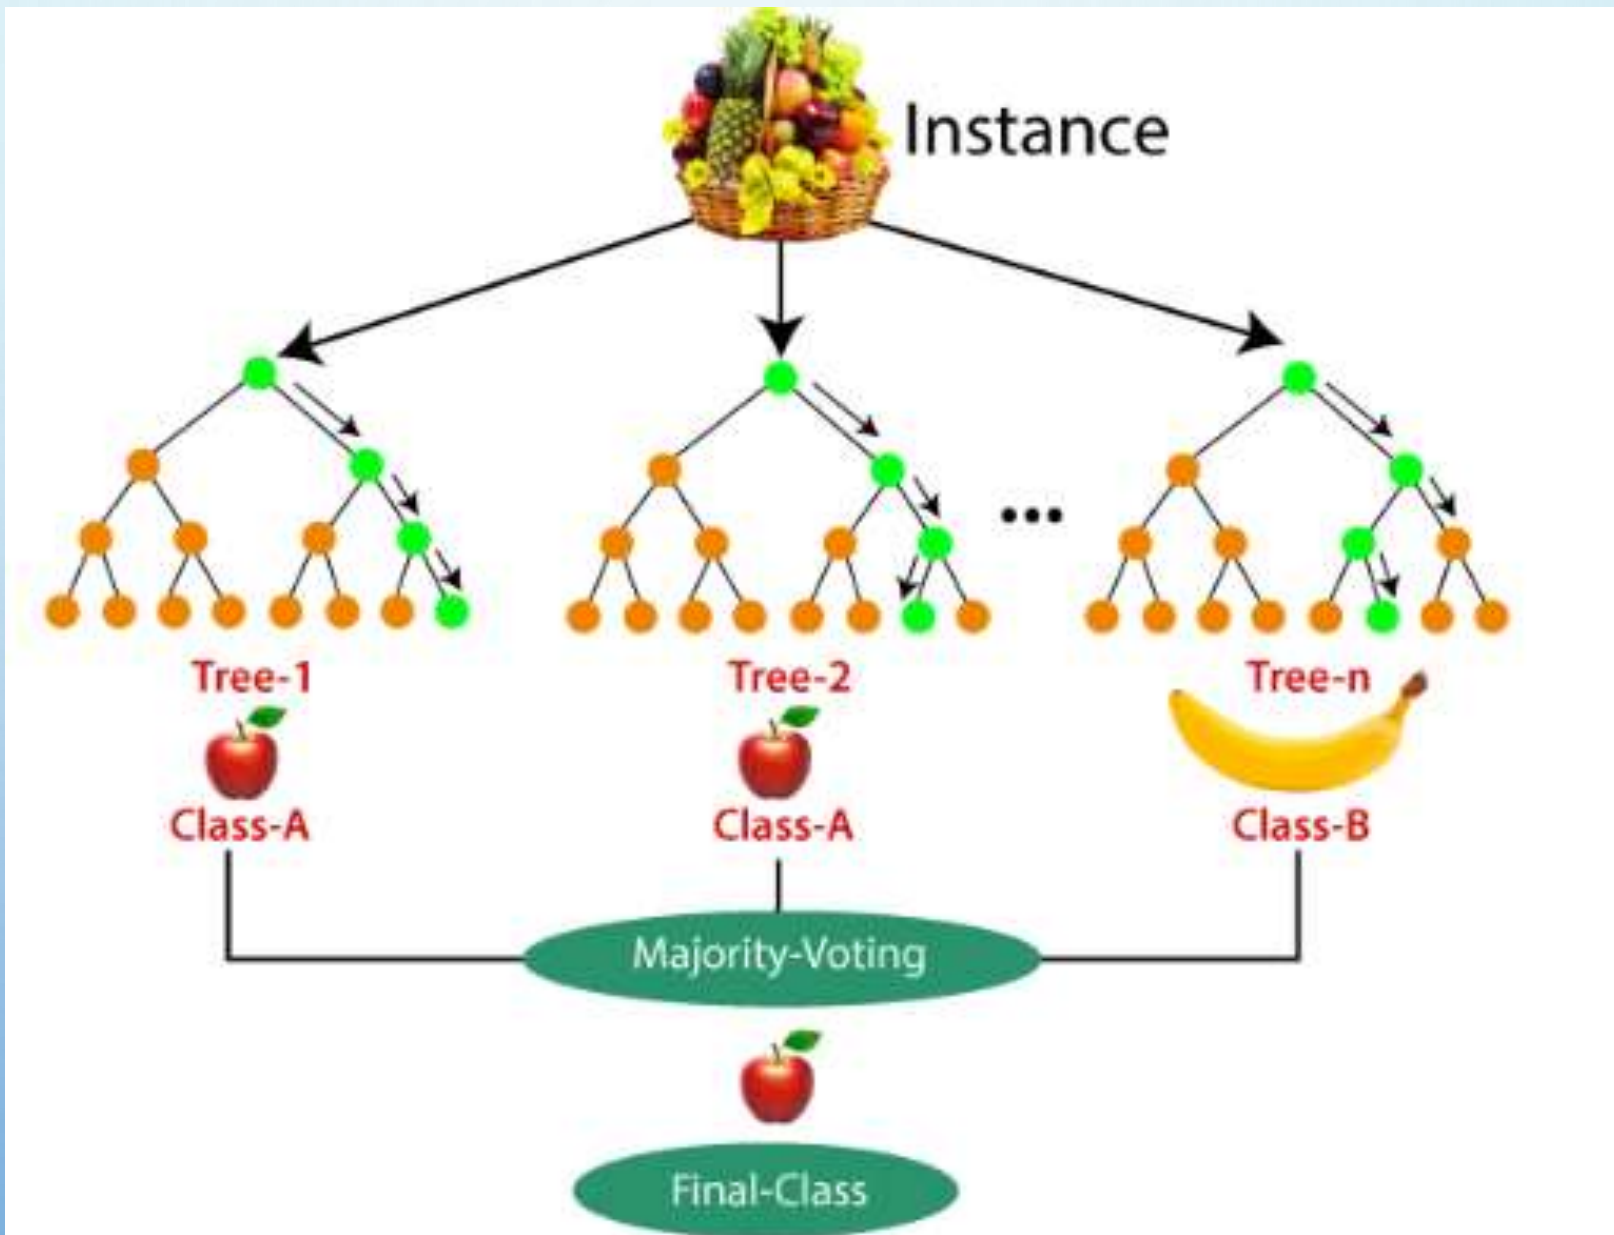 Instance
...
Tree-1
Tree-2
Tree-n
Class-A
Class-A
Class-B
Majority-Voting
Final-Class